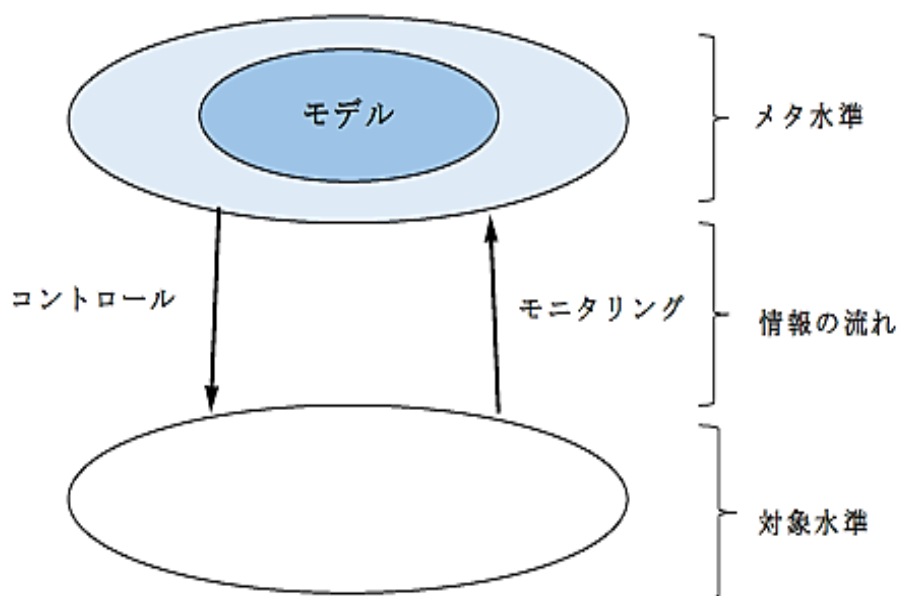 モデル
メタ水準
コントロール
モニタリング
情報の流れ
対象水準